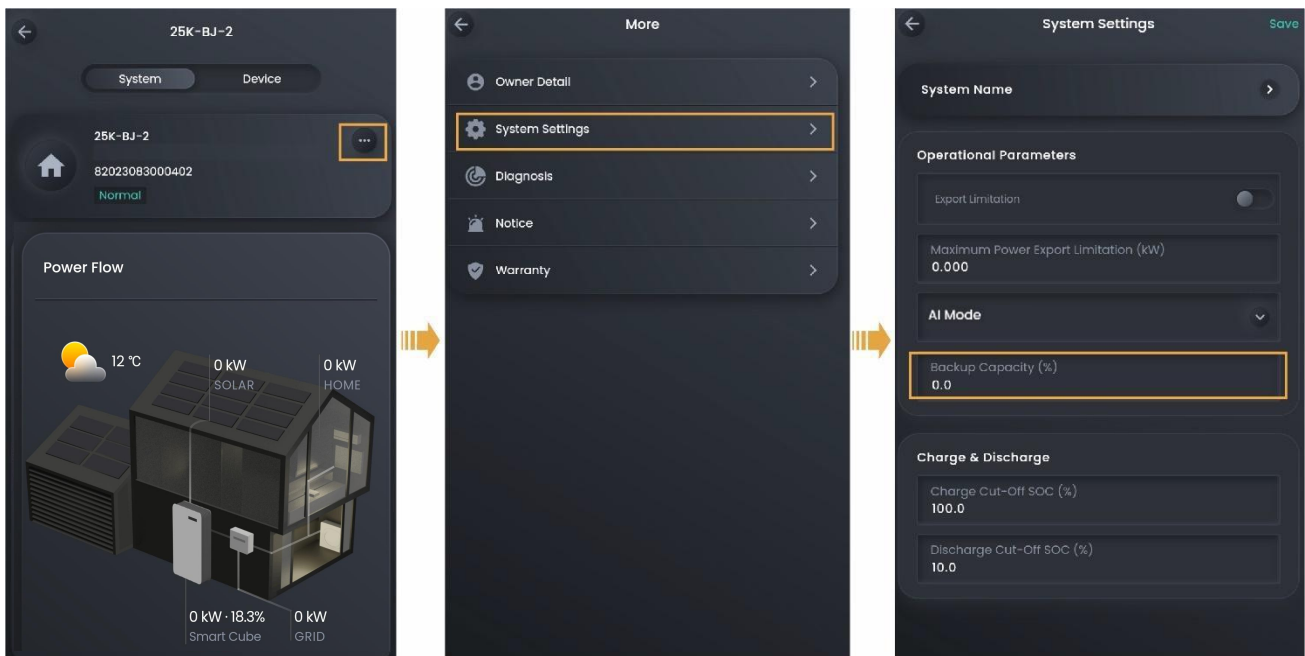 25K-BJ-2
System
Device
25K-BJ-2
82023083000402
Normal
Power Flow
12 °C
0 kW
SOLAR
0 kW
HOME
0 kW · 18.3%
Smart Cube
0 kW
GRID
More
Owner Detail
System Settings
Diagnosis
Notice
Warranty
System Settings
Save
System Name
Operational Parameters
Export Limitation
Maximum Power Export Limitation (kW)
0.000
AI Mode
Backup Capacity (%)
0.0
Charge & Discharge
Charge Cut-Off SOC (%)
100.0
Discharge Cut-Off SOC (%)
10.0